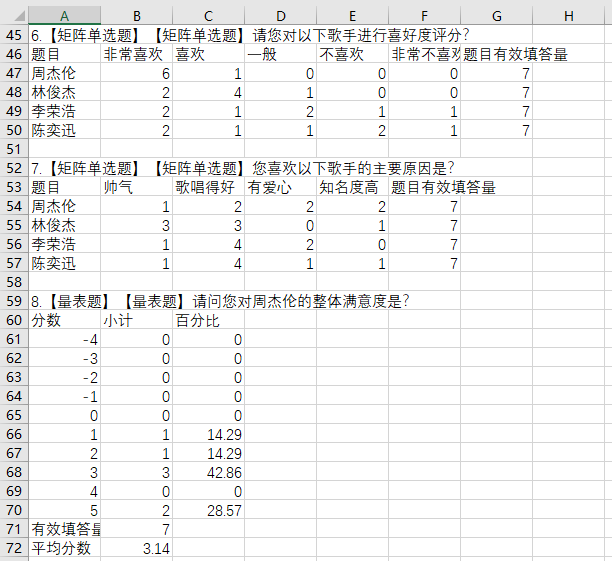 A B C D E F G H
45 6.【矩阵单选题】【矩阵单选题】请您对以下歌手进行喜好度评分?
46 题目 非常喜欢 喜欢 一般 不喜欢 非常不喜欢 题目有效填答量
47 周杰伦 6 1 0 0 0 7
48 林俊杰 2 4 1 0 0 7
49 李荣浩 2 1 2 1 1 7
50 陈奕迅 2 1 1 2 1 7
51
52 7.【矩阵单选题】【矩阵单选题】您喜欢以下歌手的主要原因是?
53 题目 帅气 歌唱得好 有爱心 知名度高 题目有效填答量
54 周杰伦 1 2 2 2 7
55 林俊杰 3 3 0 1 7
56 李荣浩 1 4 2 0 7
57 陈奕迅 1 4 1 1 7
58
59 8.【量表题】【量表题】请问您对周杰伦的整体满意度是?
60 分数 小计 百分比
61 -4 0 0
62 -3 0 0
63 -2 0 0
64 -1 0 0
65 0 0 0
66 1 1 14.29
67 2 1 14.29
68 3 3 42.86
69 4 0 0
70 5 2 28.57
71 有效填答量 7
72 平均分数 3.14